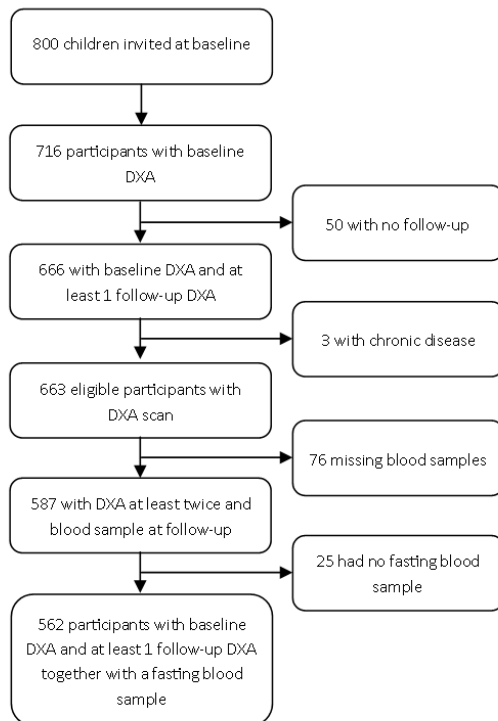 800 children invited at baseline
716 participants with baseline
DXA
50 with no follow-up
666 with baseline DXA and at
least 1 follow-up DXA
3 with chronic disease
663 eligible participants with
DXA scan
76 missing blood samples
587 with DXA at least twice and
blood sample at follow-up
25 had no fasting blood
sample
562 participants with baseline
DXA and at least 1 follow-up DXA
together with a fasting blood
sample